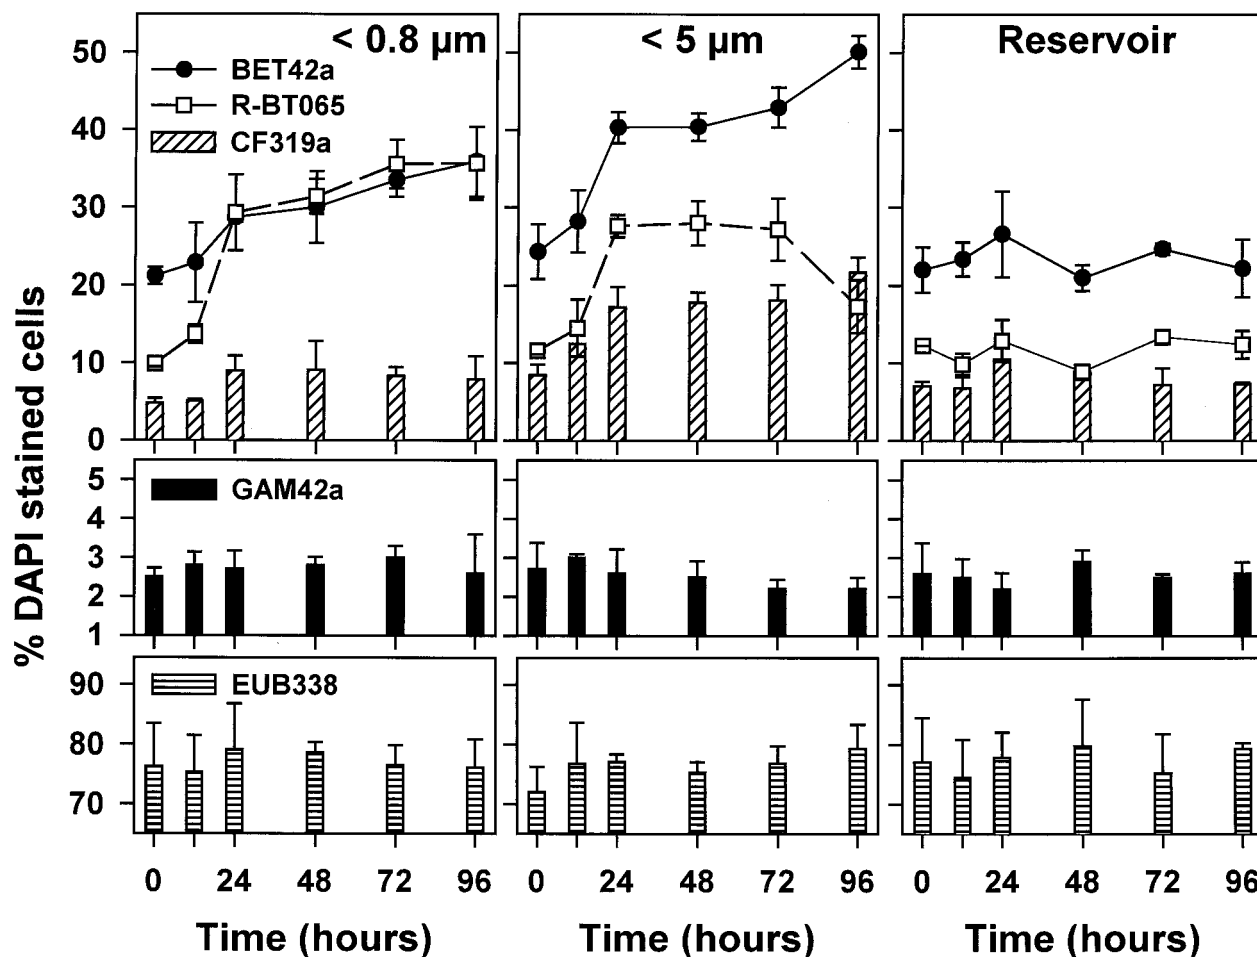 < 0.8 µm
< 5 µm
Reservoir
BET42a
R-BT065
CF319a
50
40
30
20
10
0
GAM42a
5
4
3
2
1
EUB338
90
80
70
% DAPI stained cells
0 24 48 72 96
0 24 48 72 96
0 24 48 72 96
Time (hours)
Time (hours)
Time (hours)